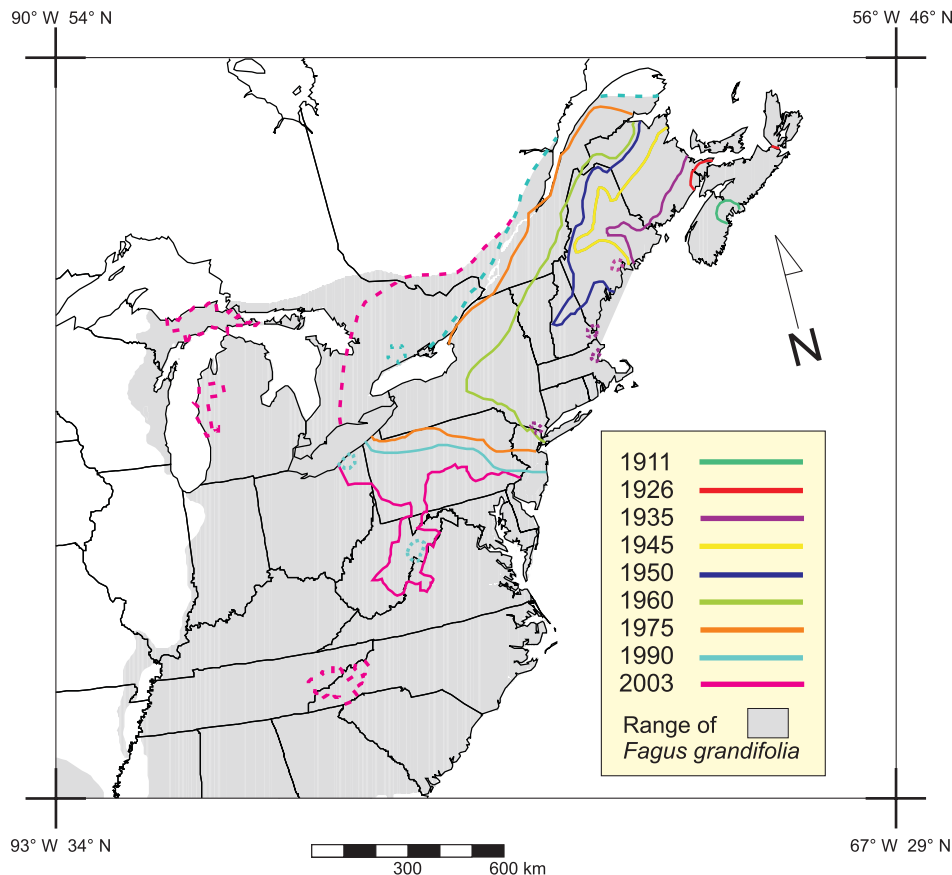 90° W 54° N
56° W 46° N
N
1911
1926
1935
1945
1950
1960
1975
1990
2003
Range of
Fagus grandifolia
93° W 34° N
67° W 29° N
300 600 km